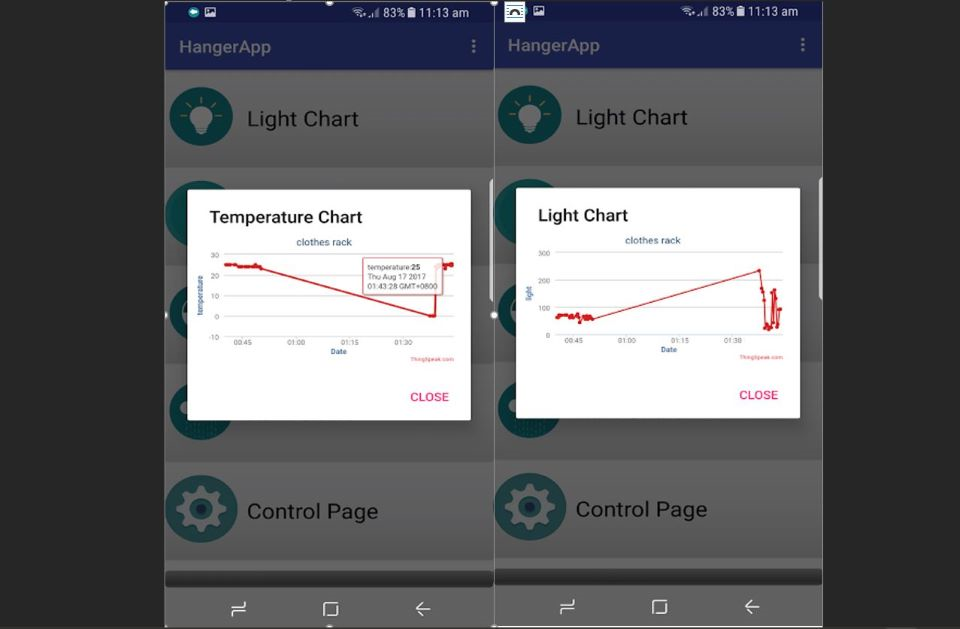 83% 11:13 am
HangerApp
Light Chart
Temperature Chart
clothes rack
30
20
10
0
-10
temperature
temperature:25
Thu Aug 17 2017
01:43:28 GMT+0800
00:45
01:00
01:15
01:30
Date
ThingSpeak.com
CLOSE
Control Page
83% 11:13 am
HangerApp
Light Chart
Light Chart
clothes rack
300
200
100
0
light
00:45
01:00
01:15
01:30
Date
ThingSpeak.com
CLOSE
Control Page